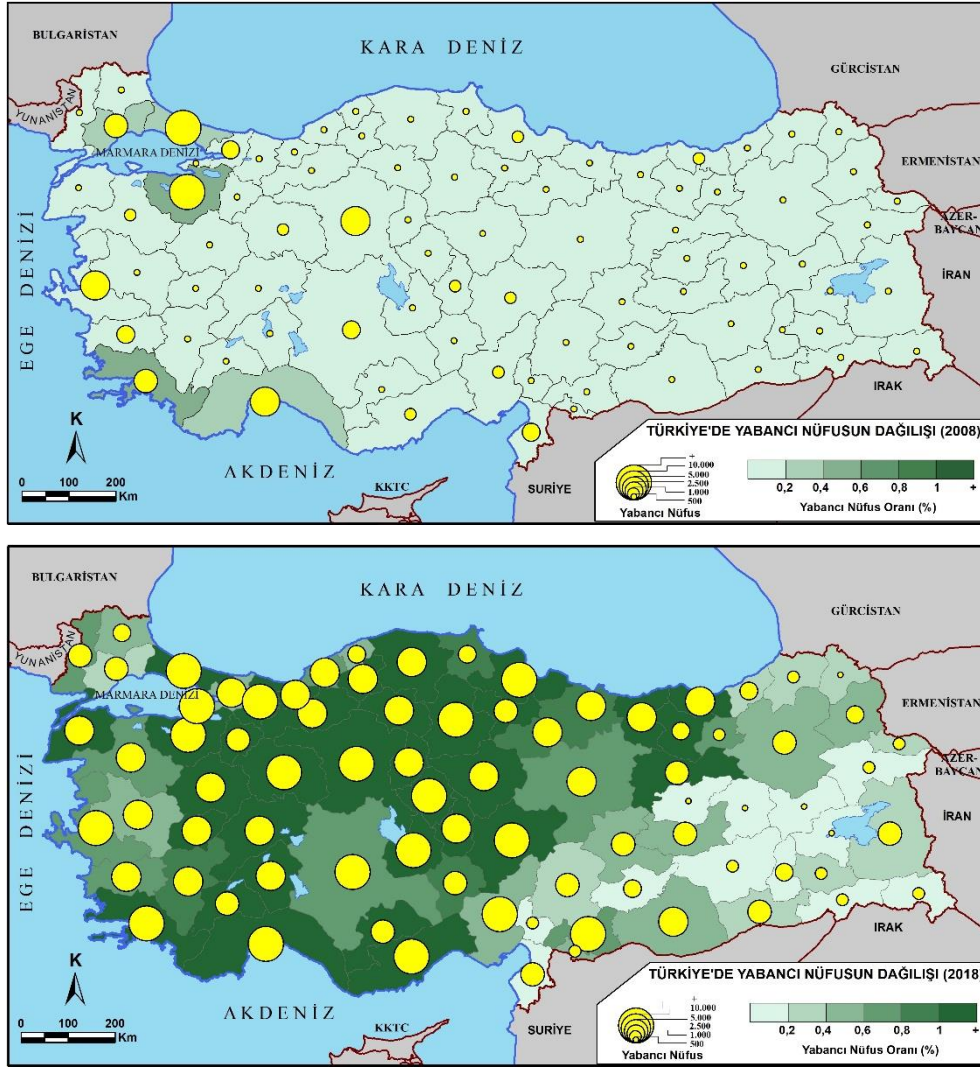 BULGARİSTAN
KARA DENİZ
GÜRCİSTAN
YUNANİSTAN
MARMARA DENİZİ
ERMENİSTAN
AZER-
BAYCAN
İRAN
EGE DENİZİ
IRAK
K
AKDENİZ
KKTC
SURİYE
0 50 100 200
Km
TÜRKİYE'DE YABANCI NÜFUSUN DAĞILIŞI (2008)
+
10.000
5.000
2.500
1.000
500
Yabancı Nüfus
0,2 0,4 0,6 0,8 1 +
Yabancı Nüfus Oranı (%)
BULGARİSTAN
KARA DENİZ
GÜRCİSTAN
YUNANİSTAN
MARMARA DENİZİ
ERMENİSTAN
AZER-
BAYCAN
İRAN
EGE DENİZİ
IRAK
K
AKDENİZ
KKTC
SURİYE
0 50 100 200
Km
TÜRKİYE'DE YABANCI NÜFUSUN DAĞILIŞI (2018
+
10.000
5.000
2.500
1.000
500
Yabancı Nüfus
0,2 0,4 0,6 0,8 1 +
Yabancı Nüfus Oranı (%)